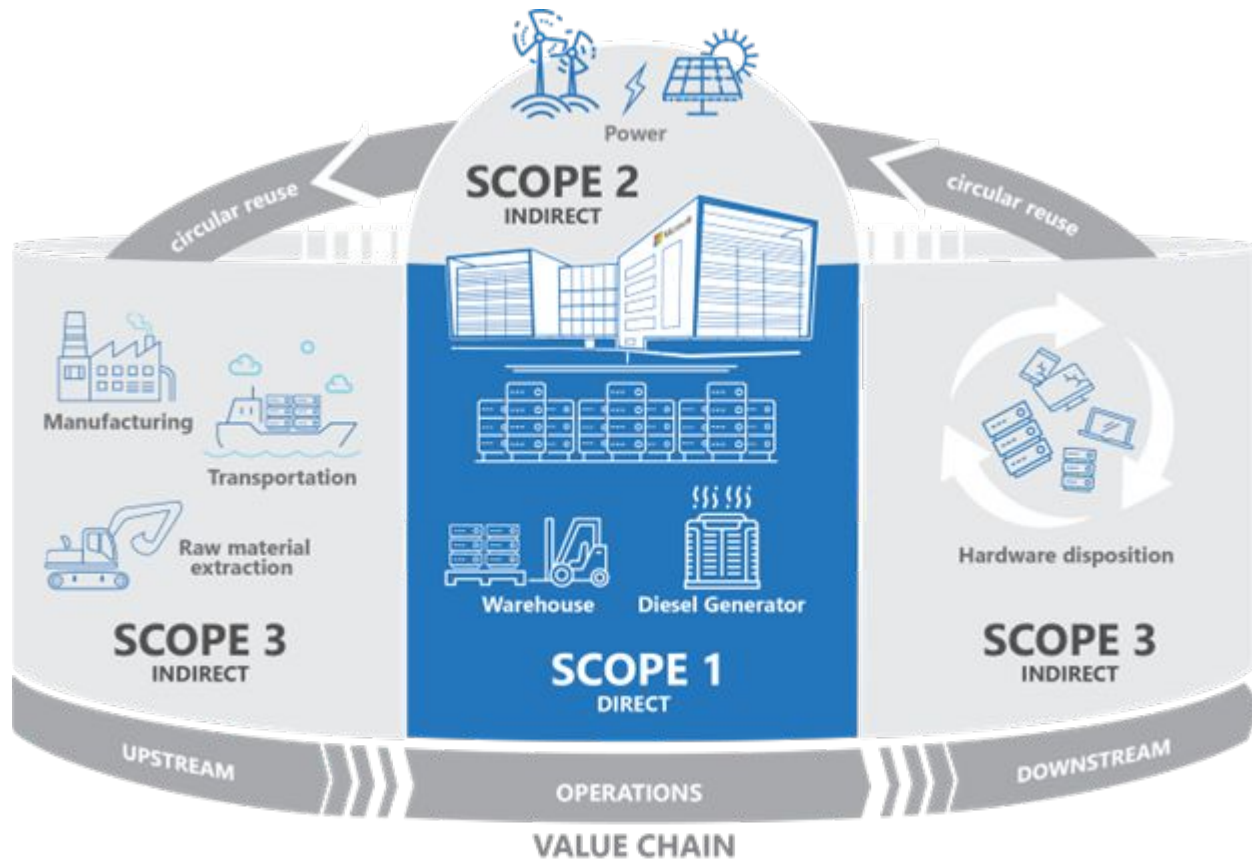 Power
SCOPE 2
INDIRECT
circular reuse
circular reuse
Microsoft
Manufacturing
Transportation
Raw material
extraction
SCOPE 3
INDIRECT
Warehouse
Diesel Generator
SCOPE 1
DIRECT
Hardware disposition
SCOPE 3
INDIRECT
UPSTREAM
OPERATIONS
DOWNSTREAM
VALUE CHAIN